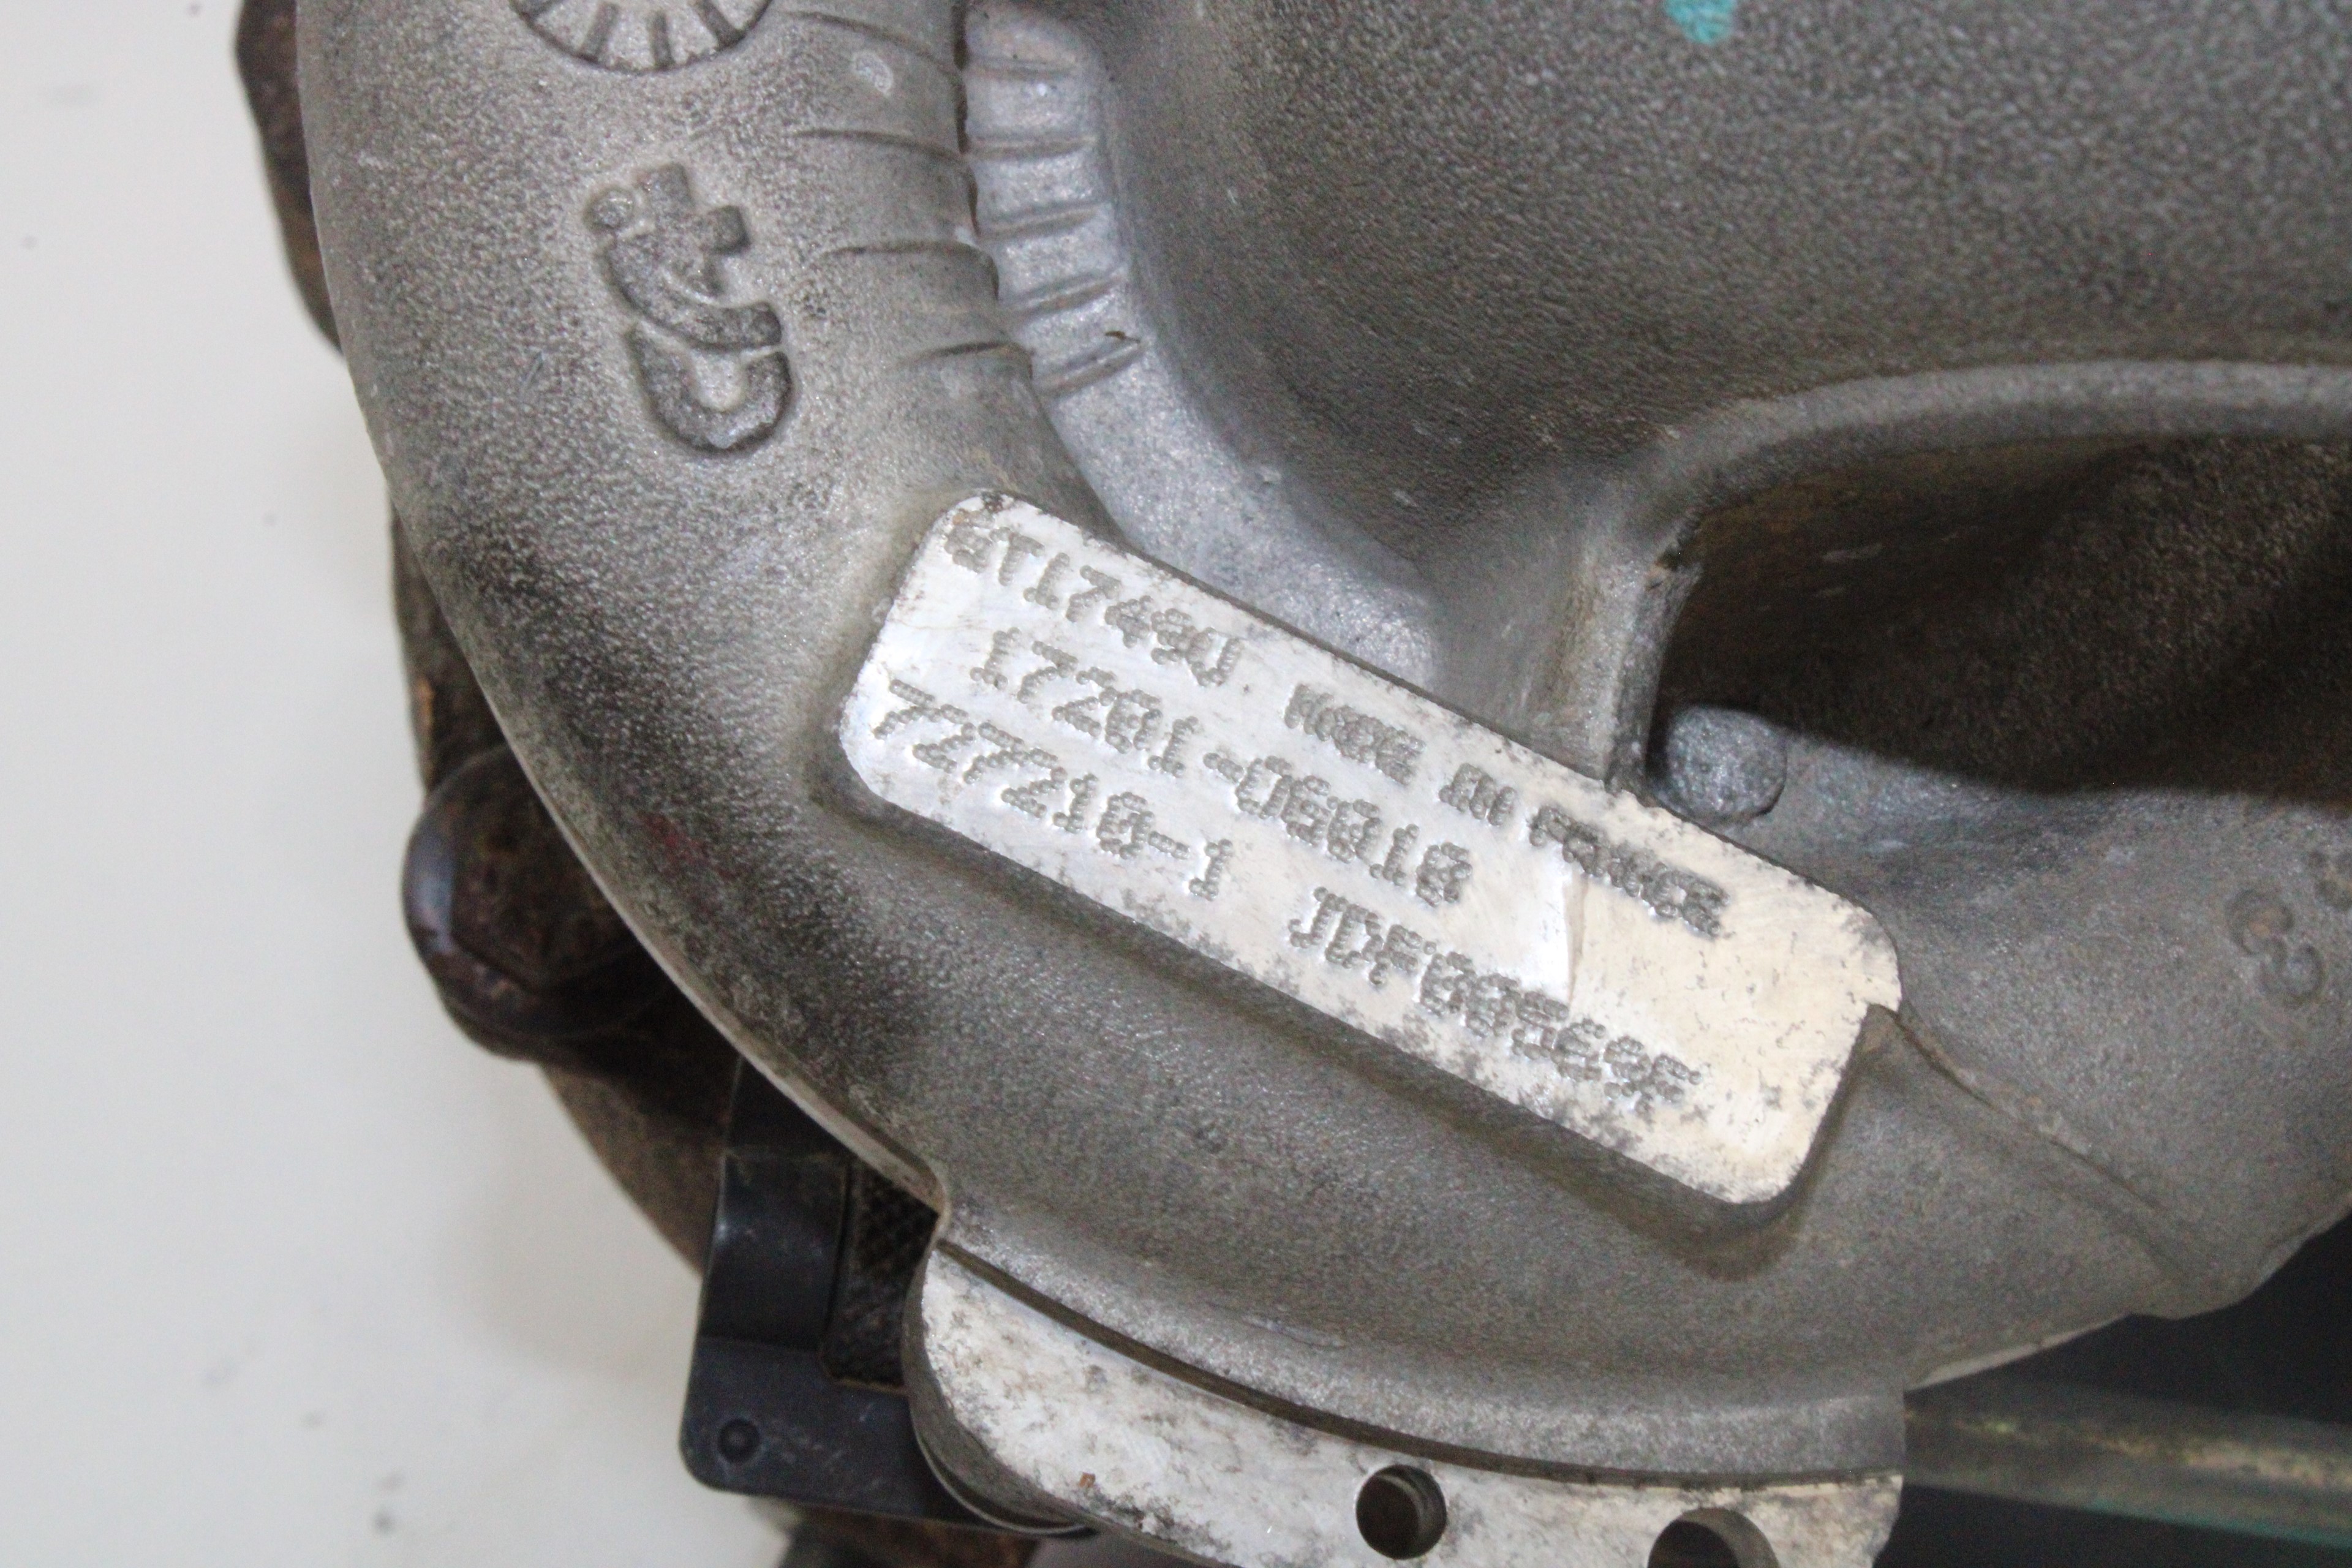 GT1749V MADE IN FRANCE
17201-0G010
727210-1 JDF00569F